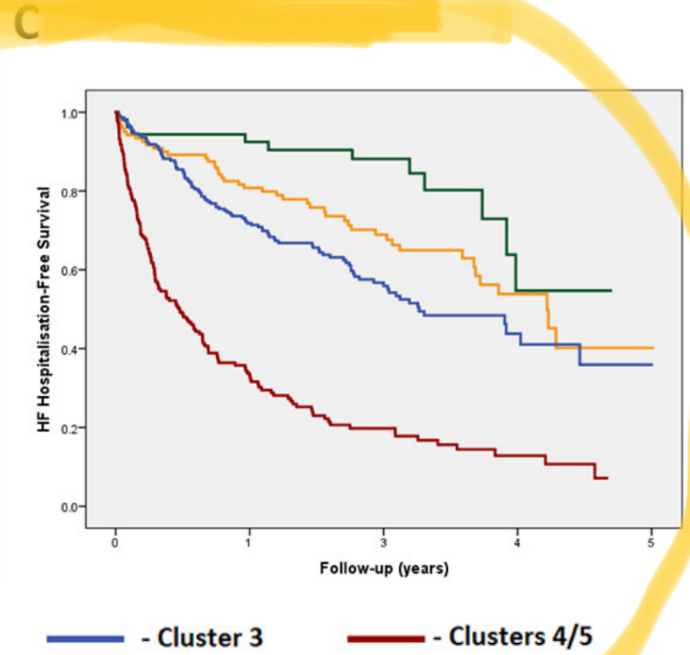 C
HF Hospitalisation-Free Survival
1.0
0.8
0.6
0.4
0.2
0.0
0 1 3 4 5
Follow-up (years)
- Cluster 3 - Clusters 4/5